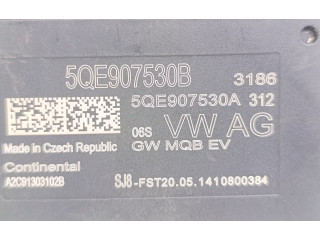 5QE907530B 3186
5QE907530A 312
06S VW AG
Made in Czech Republic GW MQB EV
Continental
A2C91303102B SJ8-FST20.05.1410800384